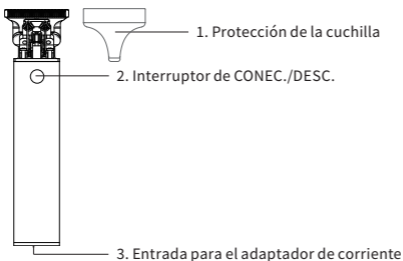 1. Protección de la cuchilla
2. Interruptor de CONEC./DESC.
3. Entrada para el adaptador de corriente